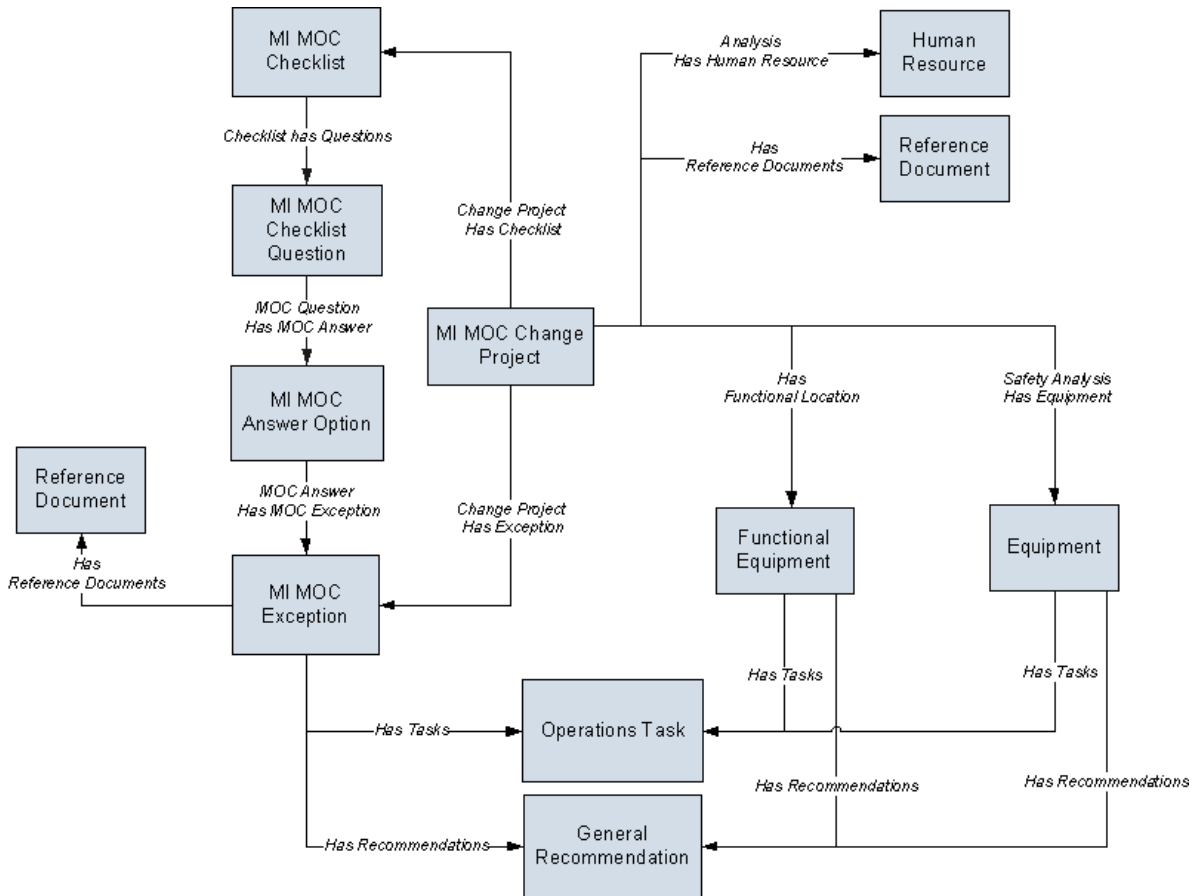 MI MOC
Checklist
Analysis
Has Human Resource
Human
Resource
Checklist has Questions
Has
Reference Documents
Reference
Document
MI MOC
Checklist
Question
Change Project
Has Checklist
MOC Question
Has MOC Answer
MI MOC Change
Project
MI MOC
Answer Option
Has
Functional Location
Safety Analysis
Has Equipment
Reference
Document
MOC Answer
Has MOC Exception
Change Project
Has Exception
Functional
Equipment
Equipment
Has
Reference Documents
MI MOC
Exception
Has Tasks
Has Tasks
Has Tasks
Operations Task
Has Recommendations
Has Recommendations
Has Recommendations
General
Recommendation